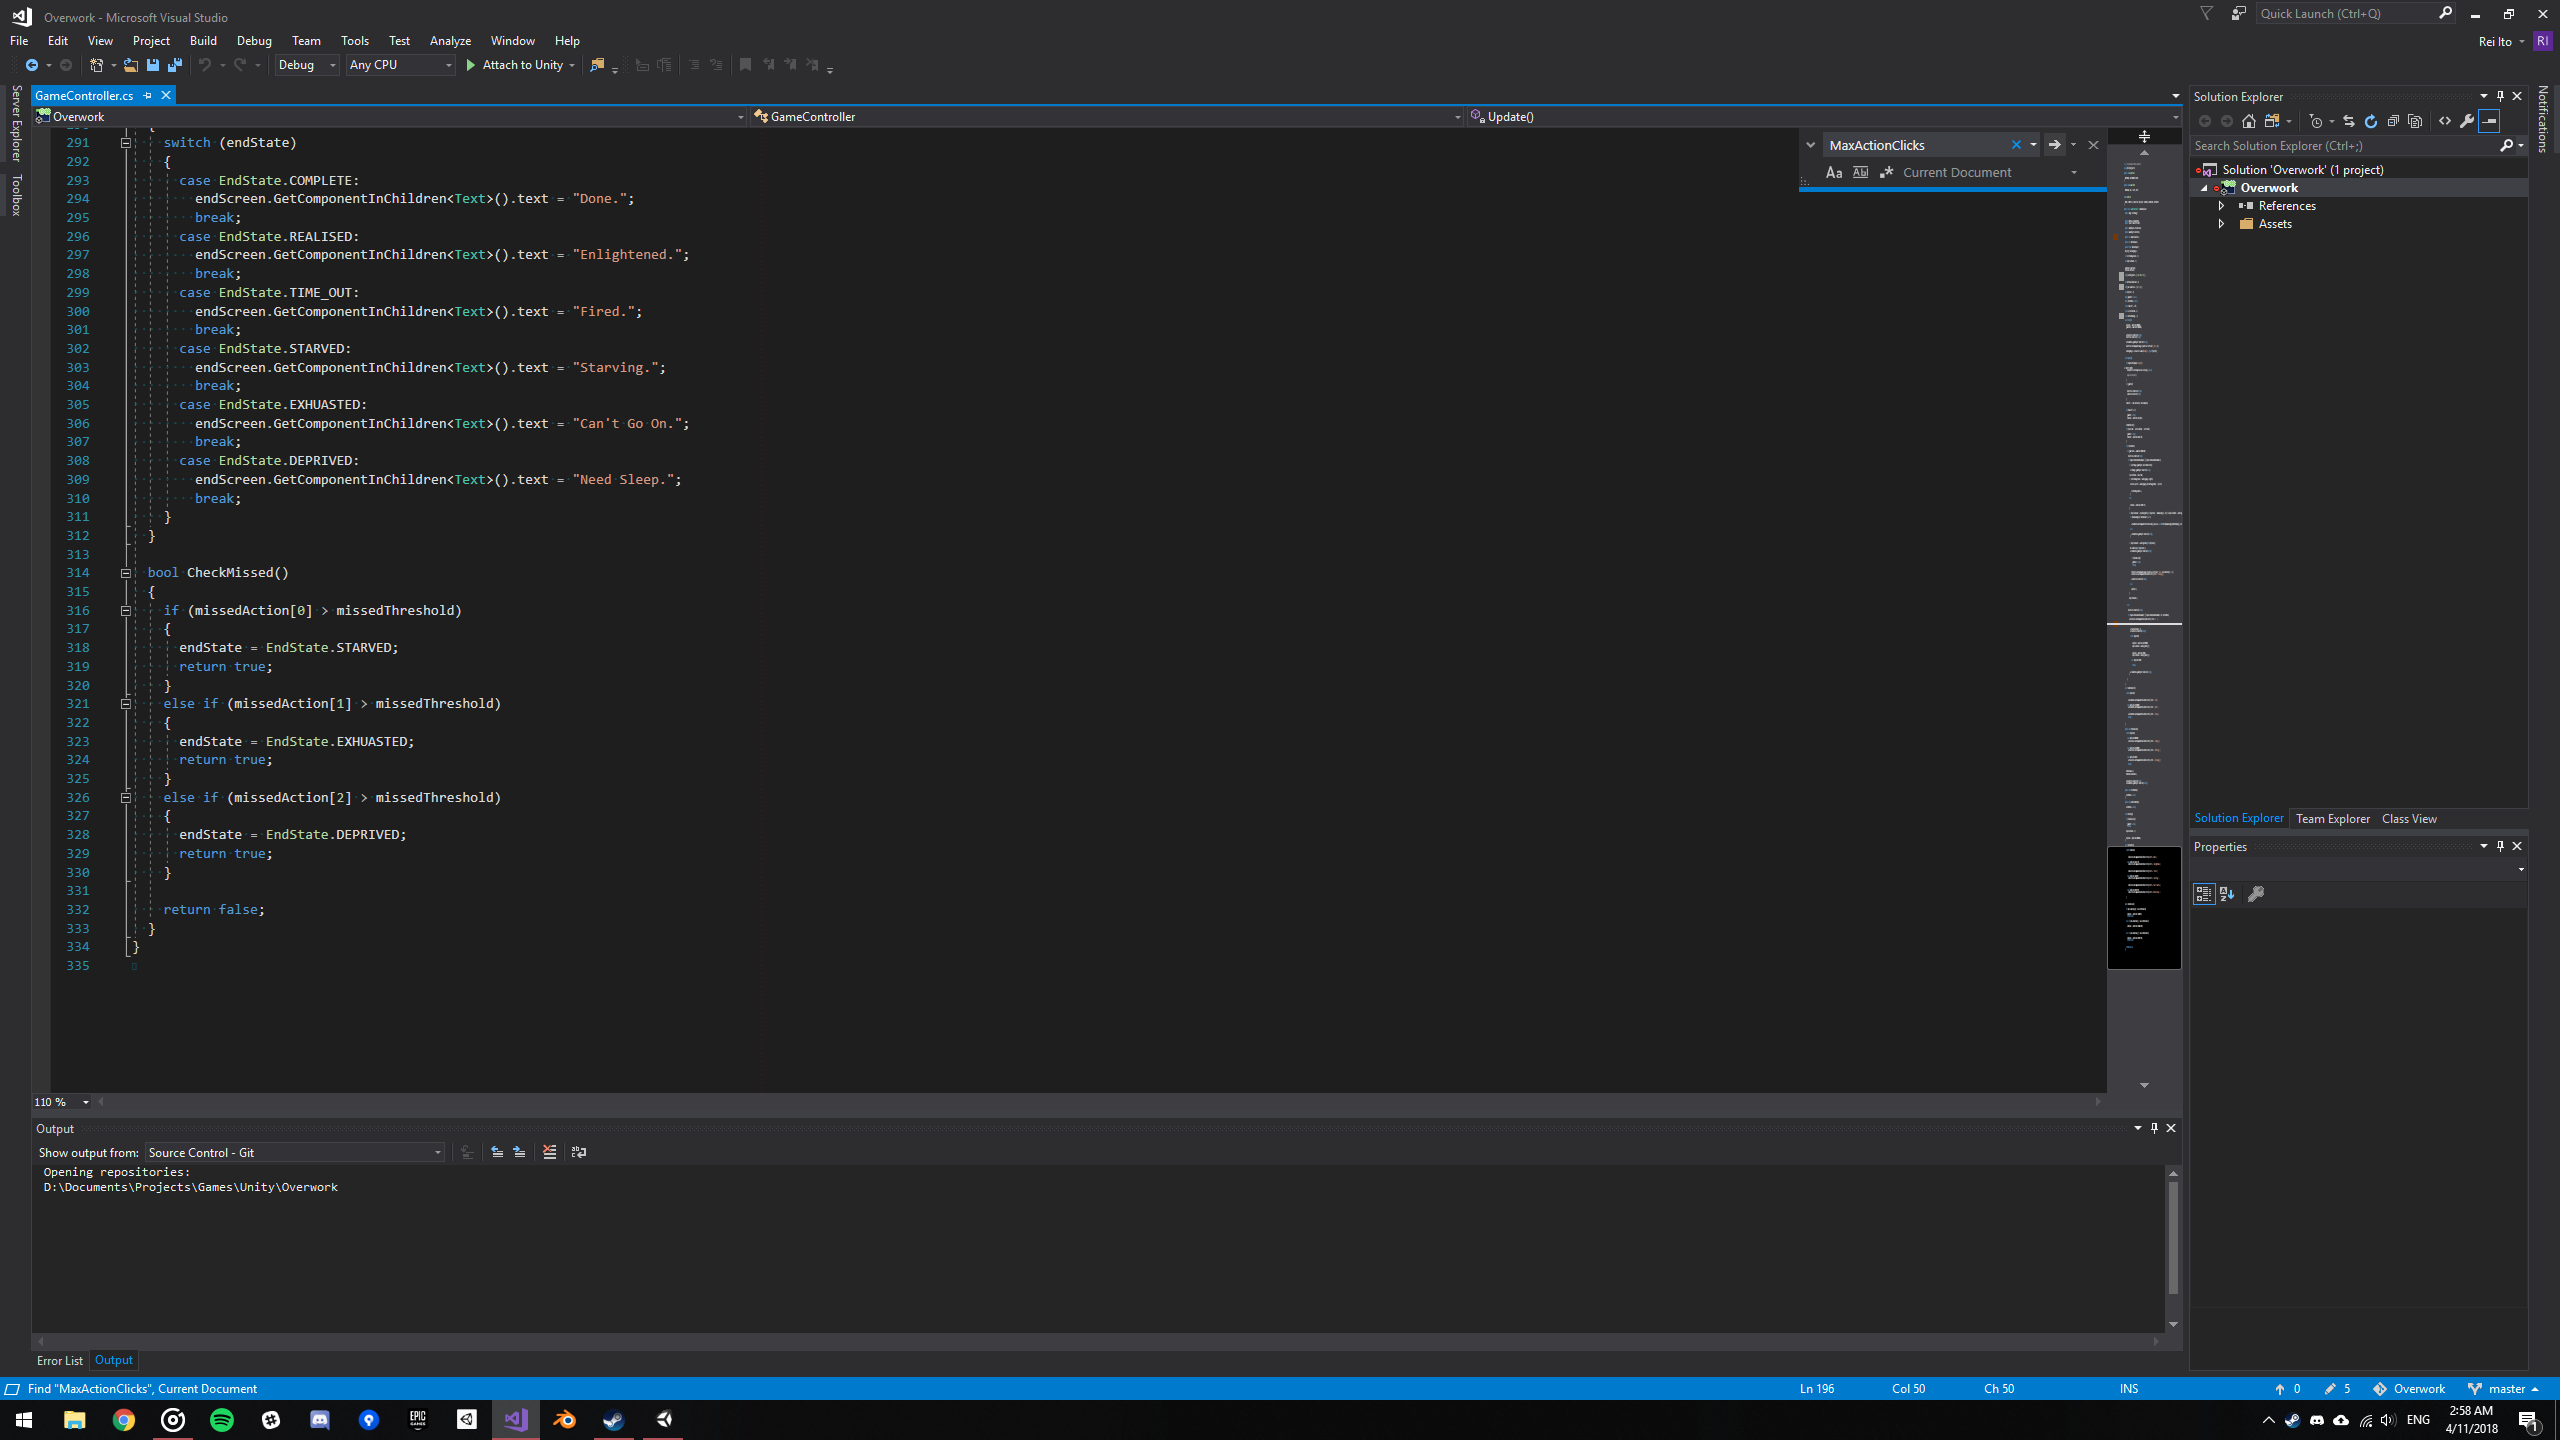 Overwork - Microsoft Visual Studio
Quick Launch (Ctrl+Q)
File Edit View Project Build Debug Team Tools Test Analyze Window Help
Rei Ito RI
Debug Any CPU Attach to Unity
Server Explorer
Toolbox
GameController.cs
Overwork GameController Update()
MaxActionClicks
Current Document
291 switch (endState)
292 {
293 case EndState.COMPLETE:
294 endScreen.GetComponentInChildren<Text>().text = "Done.";
295 break;
296 case EndState.REALISED:
297 endScreen.GetComponentInChildren<Text>().text = "Enlightened.";
298 break;
299 case EndState.TIME_OUT:
300 endScreen.GetComponentInChildren<Text>().text = "Fired.";
301 break;
302 case EndState.STARVED:
303 endScreen.GetComponentInChildren<Text>().text = "Starving.";
304 break;
305 case EndState.EXHUASTED:
306 endScreen.GetComponentInChildren<Text>().text = "Can't Go On.";
307 break;
308 case EndState.DEPRIVED:
309 endScreen.GetComponentInChildren<Text>().text = "Need Sleep.";
310 break;
311 }
312 }
313
314 bool CheckMissed()
315 {
316 if (missedAction[0] > missedThreshold)
317 {
318 endState = EndState.STARVED;
319 return true;
320 }
321 else if (missedAction[1] > missedThreshold)
322 {
323 endState = EndState.EXHUASTED;
324 return true;
325 }
326 else if (missedAction[2] > missedThreshold)
327 {
328 endState = EndState.DEPRIVED;
329 return true;
330 }
331
332 return false;
333 }
334 }
335
110 %
Output
Show output from: Source Control - Git
Opening repositories:
D:\Documents\Projects\Games\Unity\Overwork
Error List Output
Solution Explorer
Search Solution Explorer (Ctrl+;)
Solution 'Overwork' (1 project)
Overwork
References
Assets
Solution Explorer Team Explorer Class View
Properties
Notifications
Find "MaxActionClicks", Current Document
Ln 196 Col 50 Ch 50 INS 0 5 Overwork master
EPIC GAMES
ENG
2:58 AM
4/11/2018
1